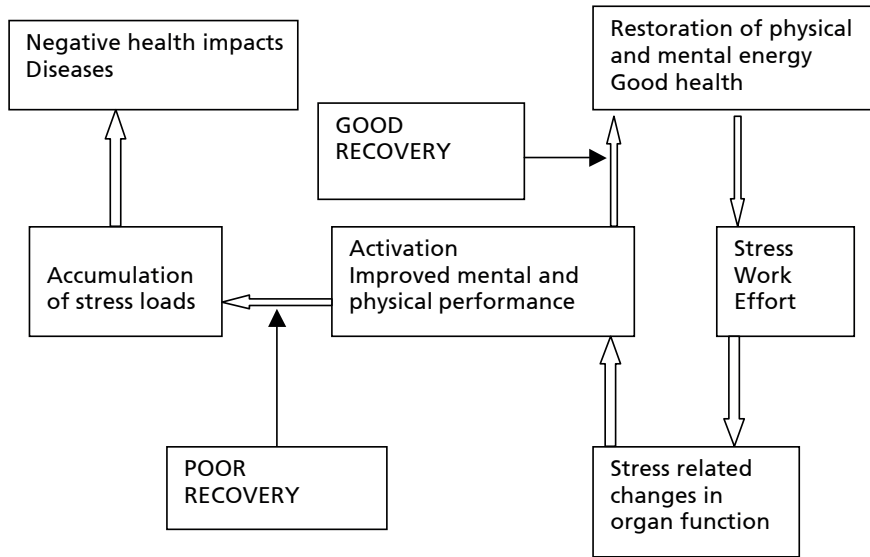 Negative health impacts
Diseases
Restoration of physical
and mental energy
Good health
GOOD
RECOVERY
Accumulation
of stress loads
Activation
Improved mental and
physical performance
Stress
Work
Effort
POOR
RECOVERY
Stress related
changes in
organ function